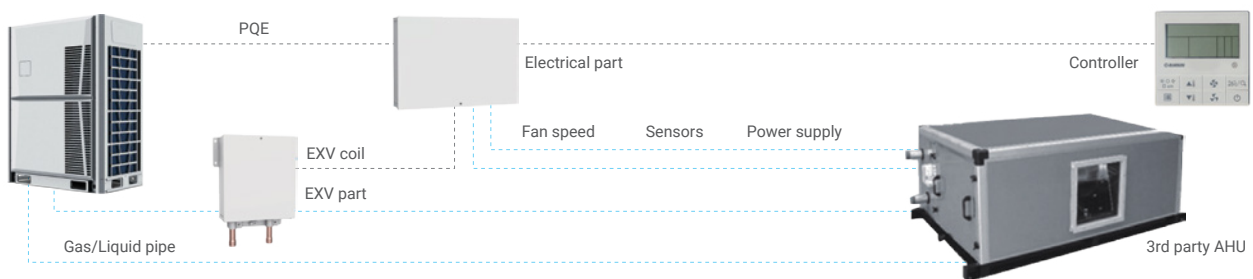 PQE
Electrical part
Controller
Fan speed
Sensors
Power supply
EXV coil
EXV part
Gas/Liquid pipe
3rd party AHU